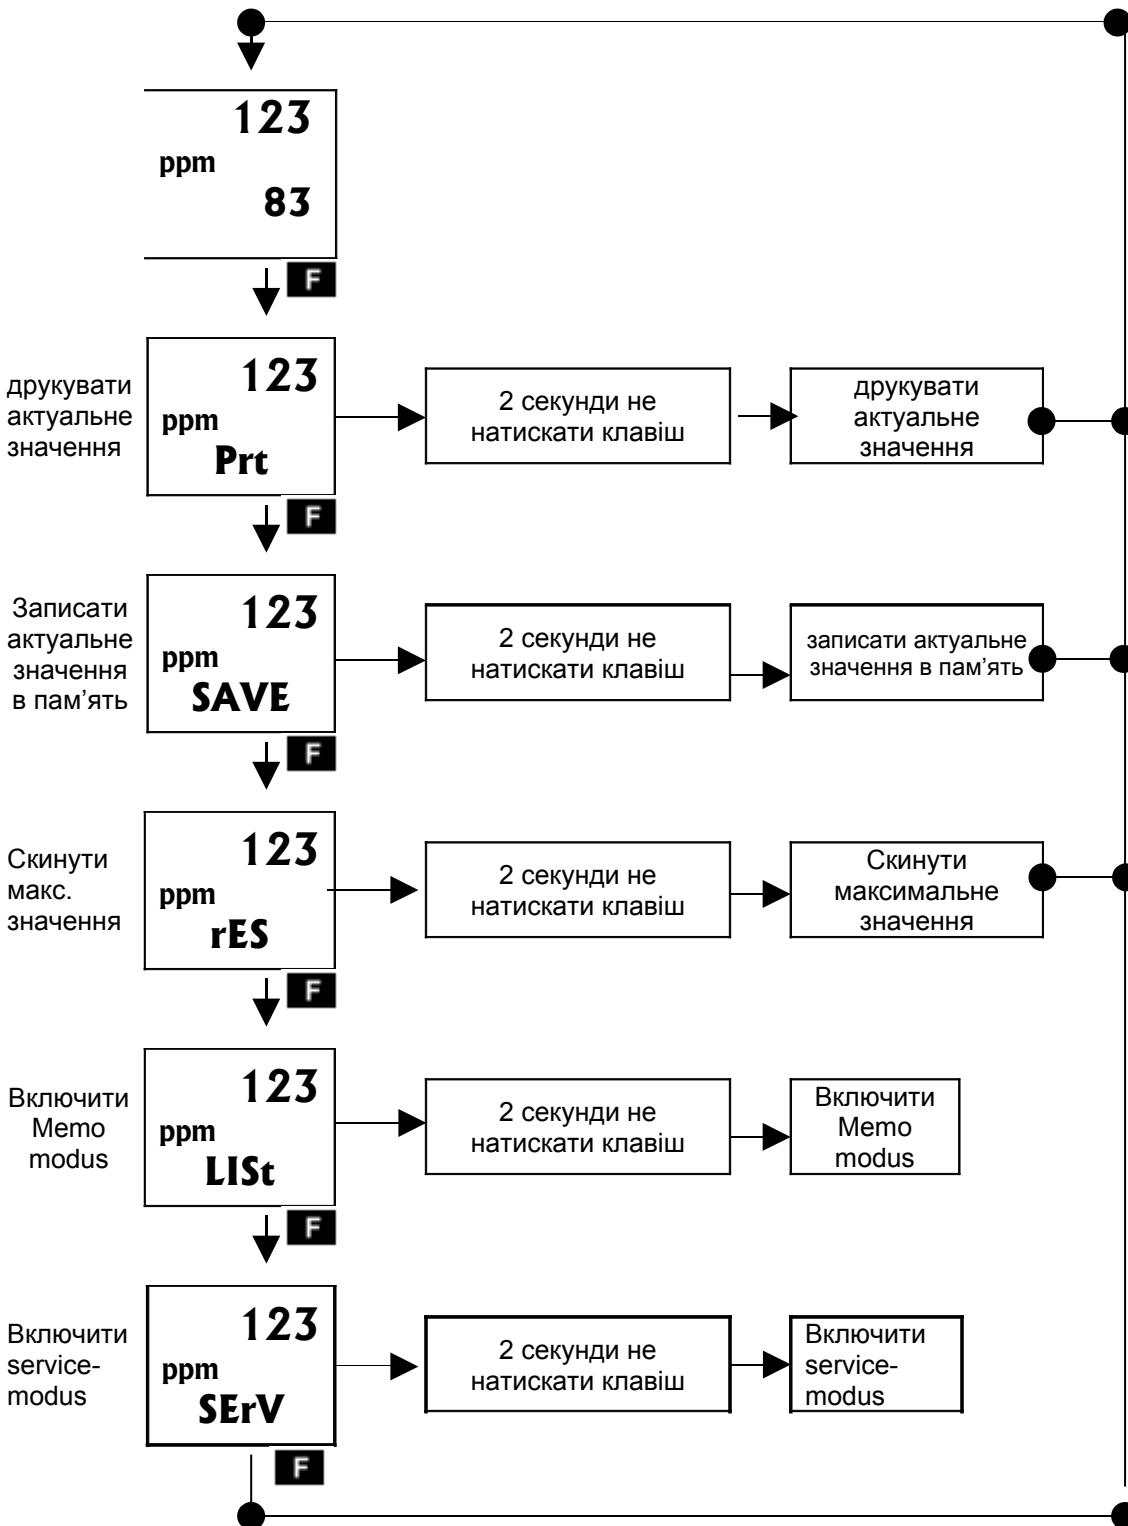 123
ppm
83
F
друкувати
актуальне
значення
123
ppm
Prt
2 секунди не
натискати клавіш
друкувати
актуальне
значення
F
Записати
актуальне
значення
в пам'ять
123
ppm
SAVE
2 секунди не
натискати клавіш
записати актуальне
значення в пам'ять
F
Скинути
макс.
значення
123
ppm
rES
2 секунди не
натискати клавіш
Скинути
максимальне
значення
F
Включити
Memo
modus
123
ppm
LISt
2 секунди не
натискати клавіш
Включити
Memo
modus
F
Включити
service-
modus
123
ppm
SErV
2 секунди не
натискати клавіш
Включити
service-
modus
F